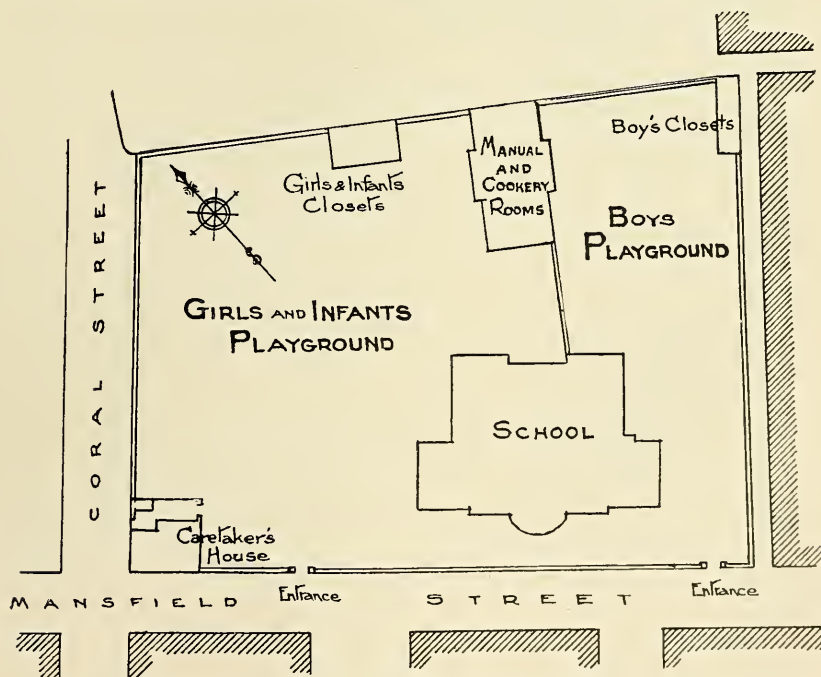 Boy's Closets
MANUAL
AND
COOKERY
ROOMS
Girls & Infants
Closets
BOYS
PLAYGROUND
GIRLS AND INFANTS
PLAYGROUND
CORAL STREET
SCHOOL
Caretaker's
House
Entrance
Entrance
MANSFIELD STREET